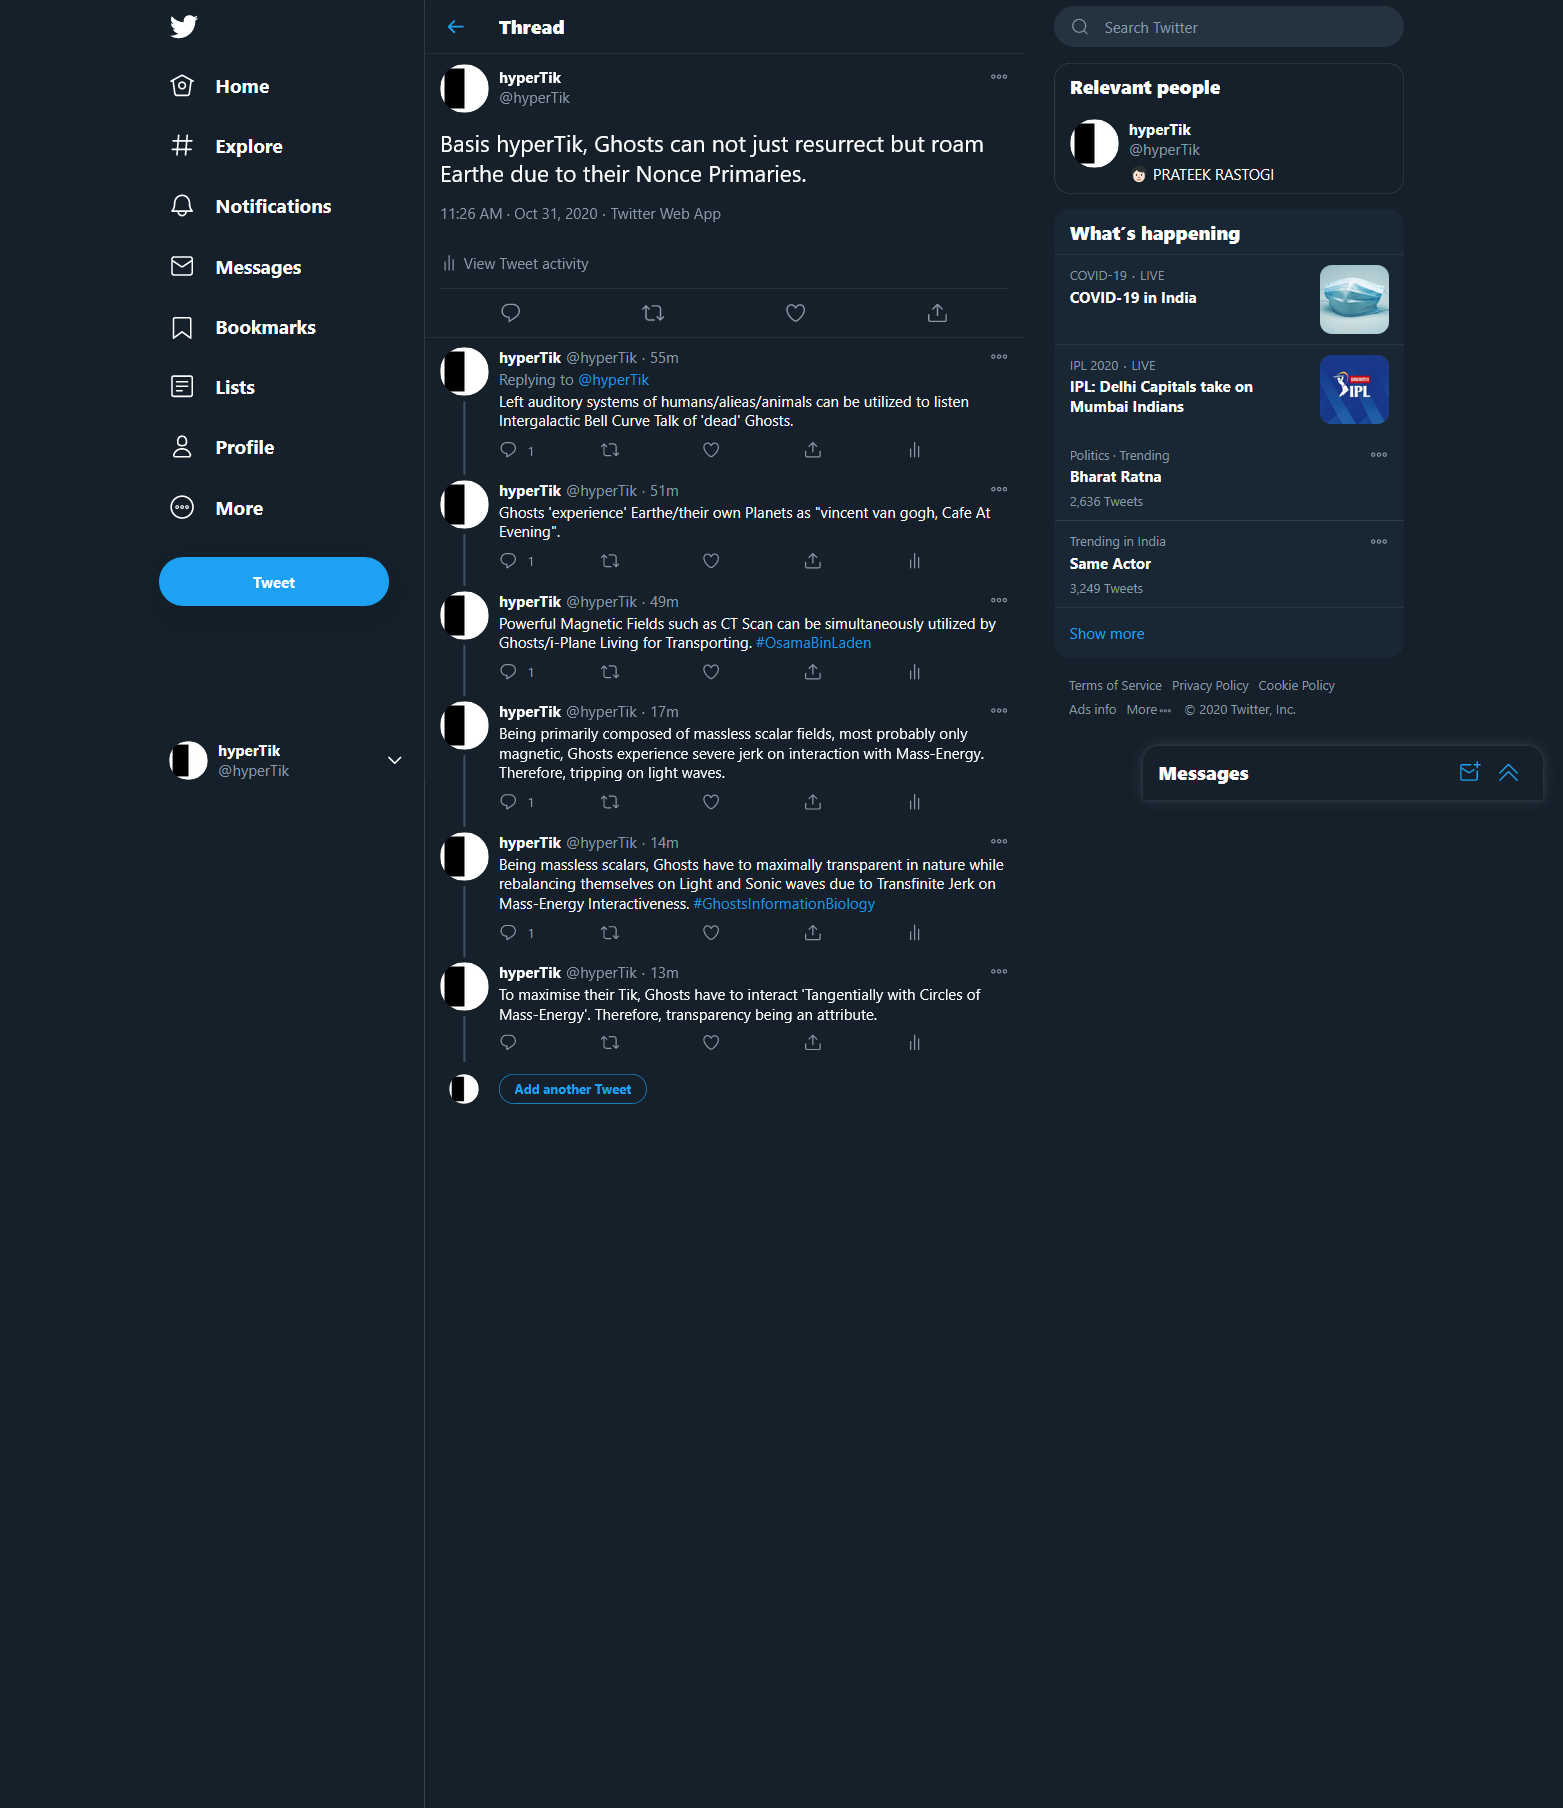 Home
Explore
Notifications
Messages
Bookmarks
Lists
Profile
More
Tweet
hyperTik
@hyperTik
Thread
hyperTik
@hyperTik
Basis hyperTik, Ghosts can not just resurrect but roam
Earthe due to their Nonce Primaries.
11:26 AM · Oct 31, 2020 · Twitter Web App
View Tweet activity
hyperTik @hyperTik · 55m
Replying to @hyperTik
Left auditory systems of humans/alieas/animals can be utilized to listen
Intergalactic Bell Curve Talk of 'dead' Ghosts.
1
hyperTik @hyperTik · 51m
Ghosts 'experience' Earthe/their own Planets as "vincent van gogh, Cafe At
Evening".
1
hyperTik @hyperTik · 49m
Powerful Magnetic Fields such as CT Scan can be simultaneously utilized by
Ghosts/i-Plane Living for Transporting. #OsamaBinLaden
1
hyperTik @hyperTik · 17m
Being primarily composed of massless scalar fields, most probably only
magnetic, Ghosts experience severe jerk on interaction with Mass-Energy.
Therefore, tripping on light waves.
1
hyperTik @hyperTik · 14m
Being massless scalars, Ghosts have to maximally transparent in nature while
rebalancing themselves on Light and Sonic waves due to Transfinite Jerk on
Mass-Energy Interactiveness. #GhostsInformationBiology
1
hyperTik @hyperTik · 13m
To maximise their Tik, Ghosts have to interact 'Tangentially with Circles of
Mass-Energy'. Therefore, transparency being an attribute.
Add another Tweet
Search Twitter
Relevant people
hyperTik
@hyperTik
PRATEEK RASTOGI
What´s happening
COVID-19 · LIVE
COVID-19 in India
IPL 2020 · LIVE
IPL: Delhi Capitals take on
Mumbai Indians
IPL
Politics · Trending
Bharat Ratna
2,636 Tweets
Trending in India
Same Actor
3,249 Tweets
Show more
Terms of Service Privacy Policy Cookie Policy
Ads info More © 2020 Twitter, Inc.
Messages